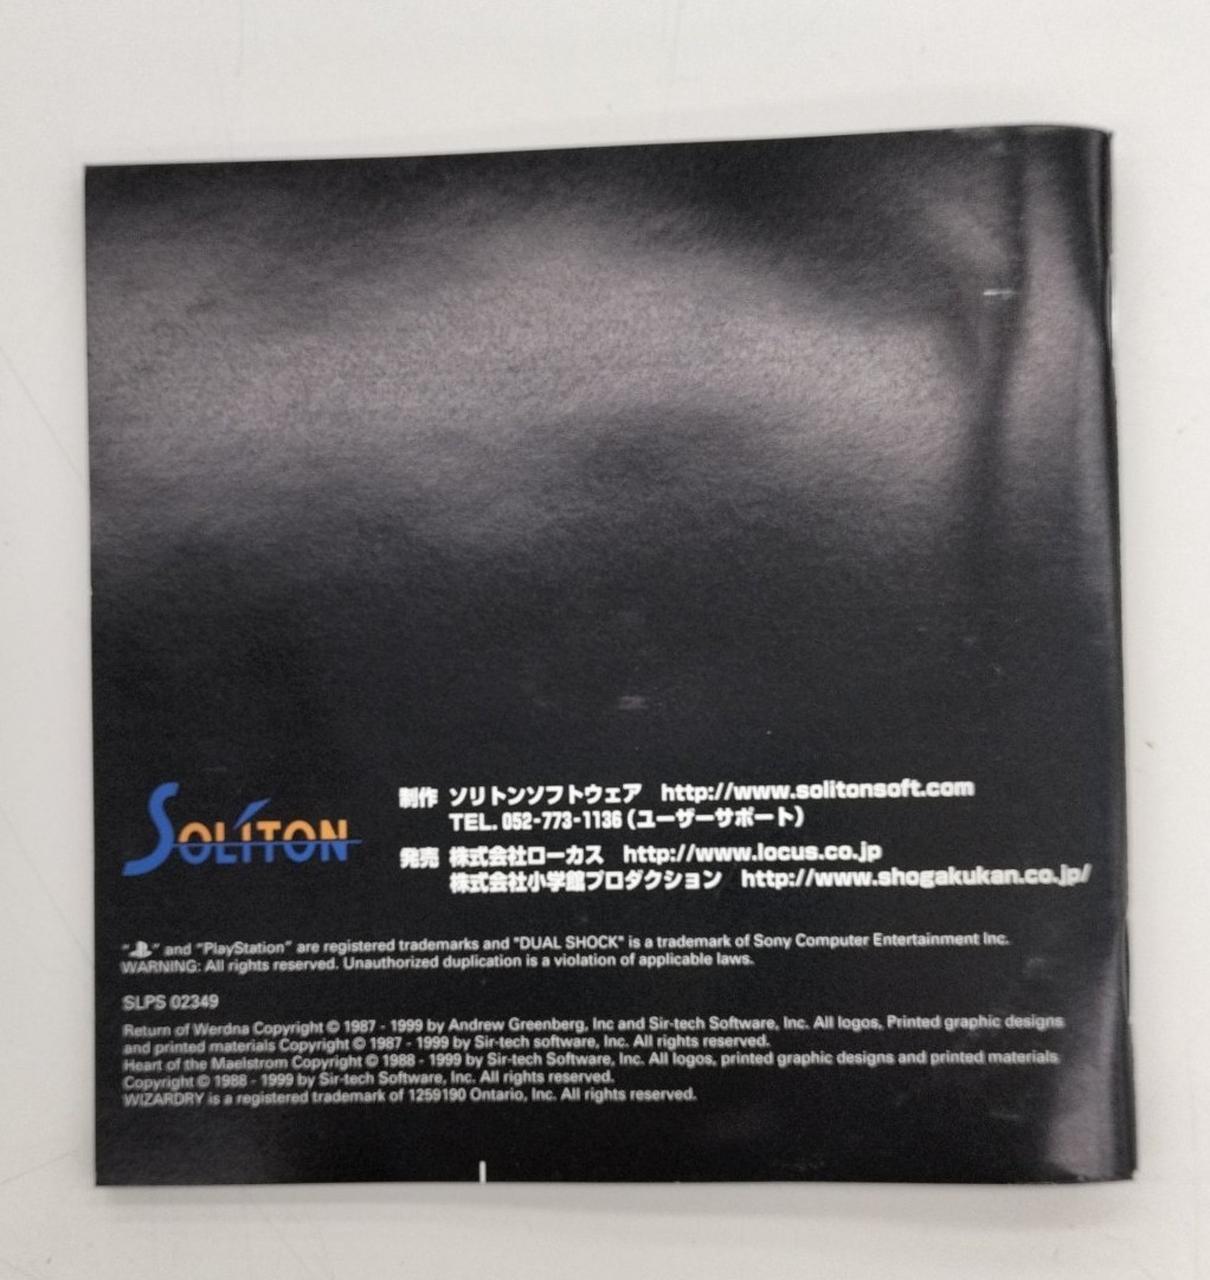 SOLITON
制作 ソリトンソフトウェア http://www.solitonsoft.com
TEL. 052-773-1136（ユーザーサポート）
発売 株式会社ローカス http://www.locus.co.jp
株式会社小学館プロダクション http://www.shogakukan.co.jp/
" " and "PlayStation" are registered trademarks and "DUAL SHOCK" is a trademark of Sony Computer Entertainment Inc.
WARNING: All rights reserved. Unauthorized duplication is a violation of applicable laws.
SLPS 02349
Return of Werdna Copyright © 1987 - 1999 by Andrew Greenberg, Inc and Sir-tech Software, Inc. All logos, Printed graphic designs
and printed materials Copyright © 1987 - 1999 by Sir-tech software, Inc. All rights reserved.
Heart of the Maelstrom Copyright © 1988 - 1999 by Sir-tech Software, Inc. All logos, printed graphic designs and printed materials
Copyright © 1988 - 1999 by Sir-tech Software, Inc. All rights reserved.
WIZARDRY is a registered trademark of 1259190 Ontario, Inc. All rights reserved.